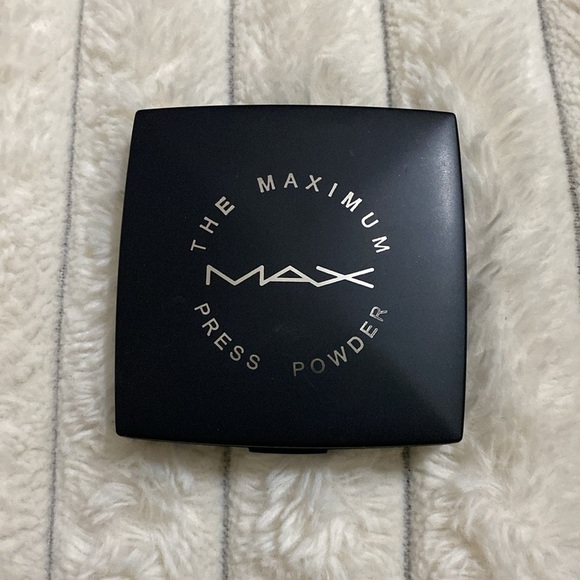 THE MAXIMUM
MAX
PRESS POWDER